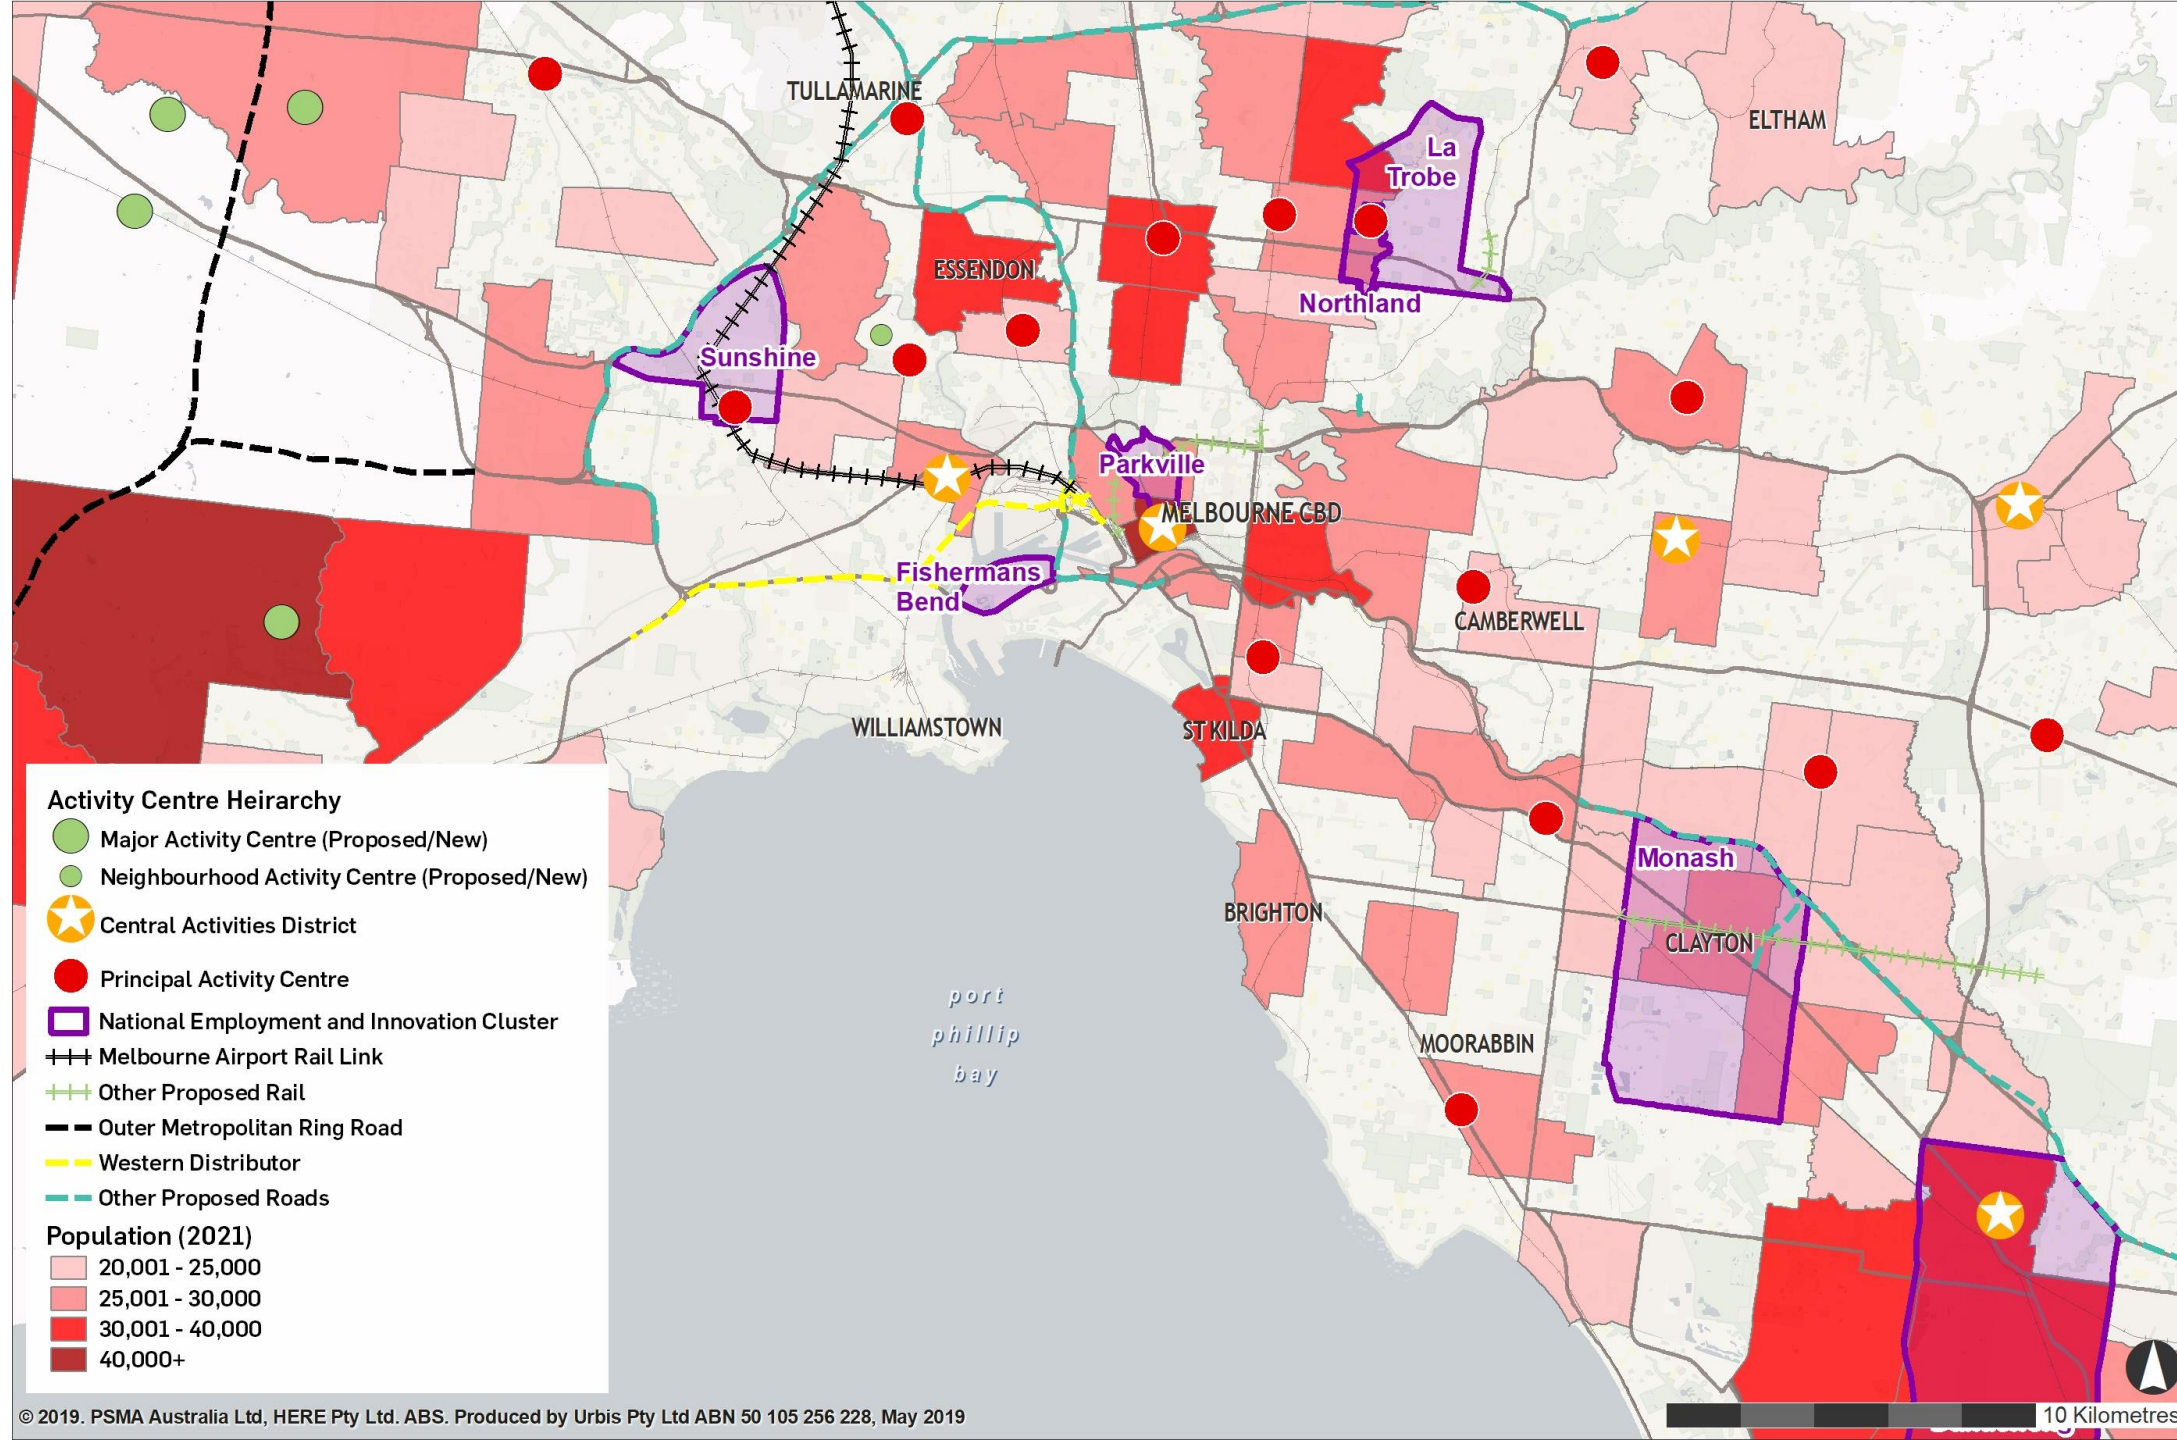 TULLAMARINE
ELTHAM
La
Trobe
ESSENDON
Northland
Sunshine
Parkville
MELBOURNE CBD
Fishermans
Bend
CAMBERWELL
WILLIAMSTOWN
ST KILDA
Monash
BRIGHTON
CLAYTON
port
phillip
bay
MOORABBIN
Activity Centre Heirarchy
Major Activity Centre (Proposed/New)
Neighbourhood Activity Centre (Proposed/New)
Central Activities District
Principal Activity Centre
National Employment and Innovation Cluster
Melbourne Airport Rail Link
Other Proposed Rail
Outer Metropolitan Ring Road
Western Distributor
Other Proposed Roads
Population (2021)
20,001 - 25,000
25,001 - 30,000
30,001 - 40,000
40,000+
© 2019. PSMA Australia Ltd, HERE Pty Ltd. ABS. Produced by Urbis Pty Ltd ABN 50 105 256 228, May 2019
10 Kilometres